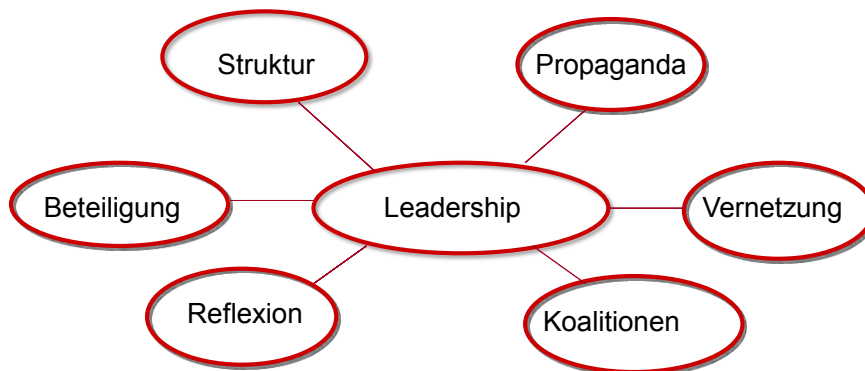 Struktur
Propaganda
Beteiligung
Leadership
Vernetzung
Reflexion
Koalitionen